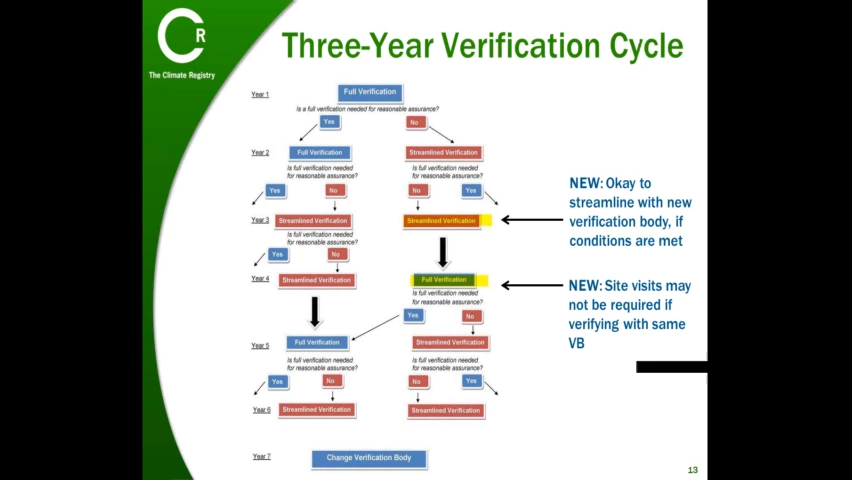 CR
The Climate Registry
Three-Year Verification Cycle
Year 1
Full Verification
Is a full verification needed for reasonable assurance?
Yes
No
Year 2
Full Verification
Streamlined Verification
Is full verification needed
for reasonable assurance?
Is full verification needed
for reasonable assurance?
Yes
No
No
Yes
Year 3
Streamlined Verification
Streamlined Verification
Is full verification needed
for reasonable assurance?
Yes
No
Year 4
Streamlined Verification
Full Verification
Is full verification needed
for reasonable assurance?
Yes
No
Year 5
Full Verification
Streamlined Verification
Is full verification needed
for reasonable assurance?
Is full verification needed
for reasonable assurance?
Yes
No
No
Yes
Year 6
Streamlined Verification
Streamlined Verification
Year 7
Change Verification Body
NEW: Okay to
streamline with new
verification body, if
conditions are met
NEW: Site visits may
not be required if
verifying with same
VB
13